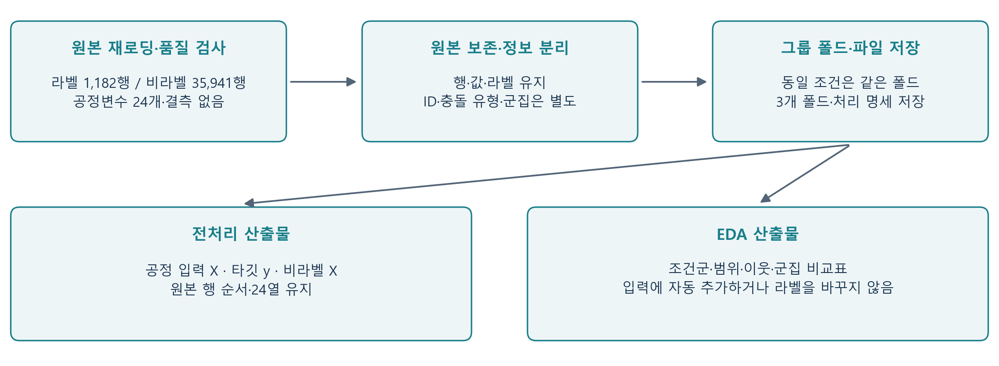 원본 재로딩·품질 검사
라벨 1,182행 / 비라벨 35,941행
공정변수 24개·결측 없음
원본 보존·정보 분리
행·값·라벨 유지
ID·충돌 유형·군집은 별도
그룹 폴드·파일 저장
동일 조건은 같은 폴드
3개 폴드·처리 명세 저장
전처리 산출물
공정 입력 X · 타깃 y · 비라벨 X
원본 행 순서·24열 유지
EDA 산출물
조건군·범위·이웃·군집 비교표
입력에 자동 추가하거나 라벨을 바꾸지 않음